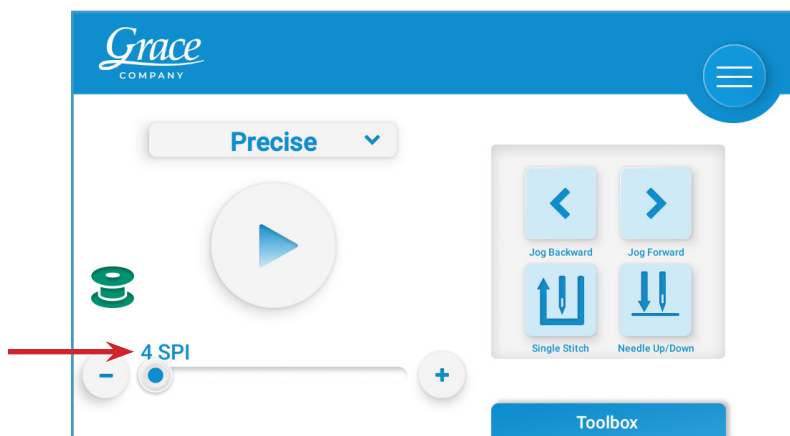 Grace
COMPANY
Precise
Jog Backward
Jog Forward
Single Stitch
Needle Up/Down
4 SPI
Toolbox